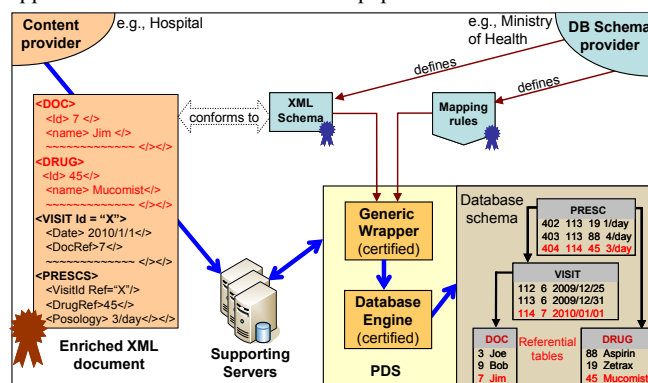 Content provider
e.g., Hospital
e.g., Ministry of Health
DB Schema provider
defines
defines
<DOC>
<Id> 7 </>
<name> Jim </>
~~~~~~~~~~~~~ </></>
<DRUG>
<Id> 45</>
<name> Mucomist</>
~~~~~~~~~~~~~ </></>
<VISIT Id = “X”>
<Date> 2010/1/1</>
<DocRef>7</>
~~~~~~~~~~~~~ </>
<PRESCS>
<VisitId Ref=“X”/>
<DrugRef>45</>
<Posology> 3/day</></>
Enriched XML document
conforms to
XML Schema
Mapping rules
Supporting Servers
Generic Wrapper
(certified)
Database Engine
(certified)
PDS
Database schema
PRESC
402 113 19 1/day
403 113 88 4/day
404 114 45 3/day
VISIT
112 6 2009/12/25
113 6 2009/12/31
114 7 2010/01/01
DOC
3 Joe
9 Bob
7 Jim
Referential tables
DRUG
88 Aspirin
19 Zetrax
45 Mucomist